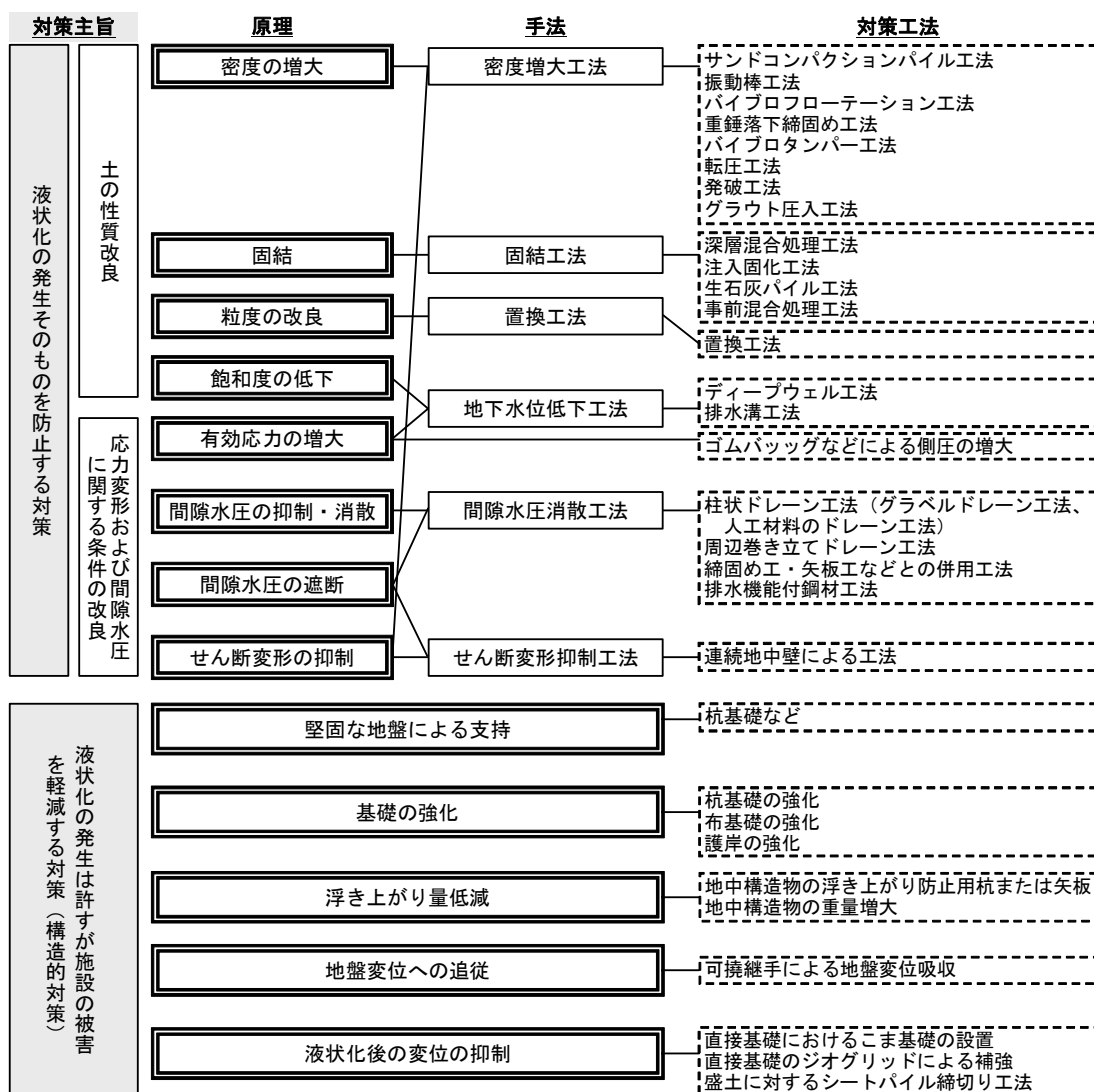 対策主旨
原理
手法
対策工法
液状化の発生そのものを防止する対策
土の性質改良
密度の増大
密度増大工法
サンドコンパクションパイル工法
振動棒工法
バイブロフローテーション工法
重錘落下締固め工法
バイブロタンパー工法
転圧工法
発破工法
グラウト圧入工法
固結
固結工法
深層混合処理工法
注入固化工法
生石灰パイル工法
事前混合処理工法
粒度の改良
置換工法
置換工法
飽和度の低下
地下水位低下工法
ディープウェル工法
排水溝工法
応力変形および間隙水圧
に関する条件の改良
有効応力の増大
ゴムバッッグなどによる側圧の増大
間隙水圧の抑制・消散
間隙水圧消散工法
柱状ドレーン工法（グラベルドレーン工法、
人工材料のドレーン工法）
周辺巻き立てドレーン工法
締固め工・矢板工などとの併用工法
排水機能付鋼材工法
間隙水圧の遮断
せん断変形の抑制
せん断変形抑制工法
連続地中壁による工法
液状化の発生は許すが施設の被害
を軽減する対策（構造的対策）
堅固な地盤による支持
杭基礎など
基礎の強化
杭基礎の強化
布基礎の強化
護岸の強化
浮き上がり量低減
地中構造物の浮き上がり防止用杭または矢板
地中構造物の重量増大
地盤変位への追従
可撓継手による地盤変位吸収
液状化後の変位の抑制
直接基礎におけるこま基礎の設置
直接基礎のジオグリッドによる補強
盛土に対するシートパイル締切り工法